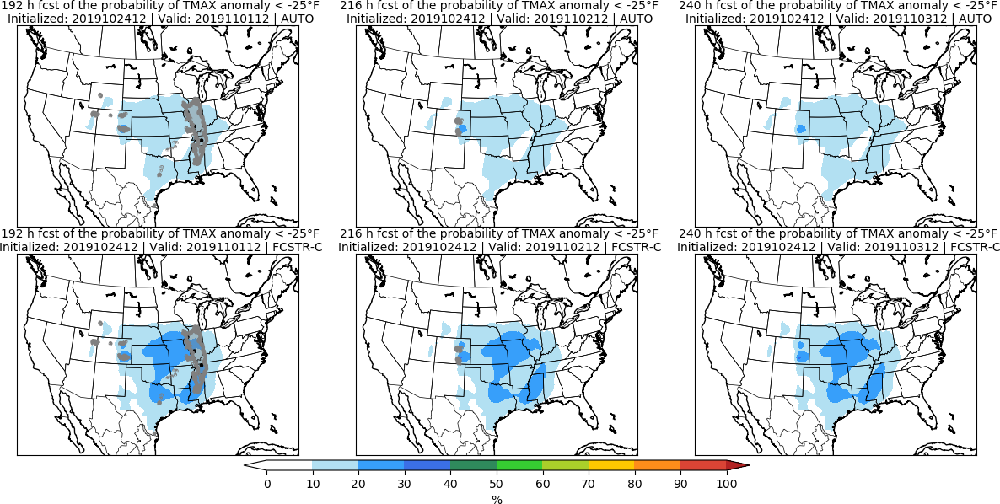 192 h fcst of the probability of TMAX anomaly < -25°F
Initialized: 2019102412 | Valid: 2019110112 | AUTO
216 h fcst of the probability of TMAX anomaly < -25°F
Initialized: 2019102412 | Valid: 2019110212 | AUTO
240 h fcst of the probability of TMAX anomaly < -25°F
Initialized: 2019102412 | Valid: 2019110312 | AUTO
192 h fcst of the probability of TMAX anomaly < -25°F
Initialized: 2019102412 | Valid: 2019110112 | FCSTR-C
216 h fcst of the probability of TMAX anomaly < -25°F
Initialized: 2019102412 | Valid: 2019110212 | FCSTR-C
240 h fcst of the probability of TMAX anomaly < -25°F
Initialized: 2019102412 | Valid: 2019110312 | FCSTR-C
0 10 20 30 40 50 60 70 80 90 100
%